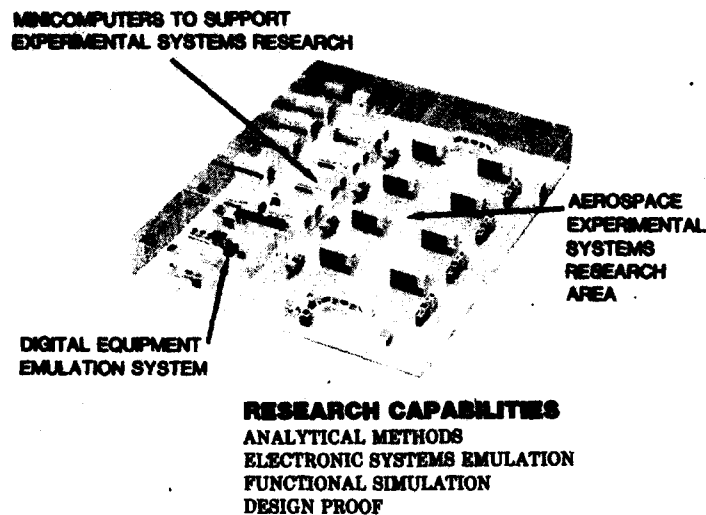 MINICOMPUTERS TO SUPPORT
EXPERIMENTAL SYSTEMS RESEARCH
AEROSPACE
EXPERIMENTAL
SYSTEMS
RESEARCH
AREA
DIGITAL EQUIPMENT
EMULATION SYSTEM
RESEARCH CAPABILITIES
ANALYTICAL METHODS
ELECTRONIC SYSTEMS EMULATION
FUNCTIONAL SIMULATION
DESIGN PROOF